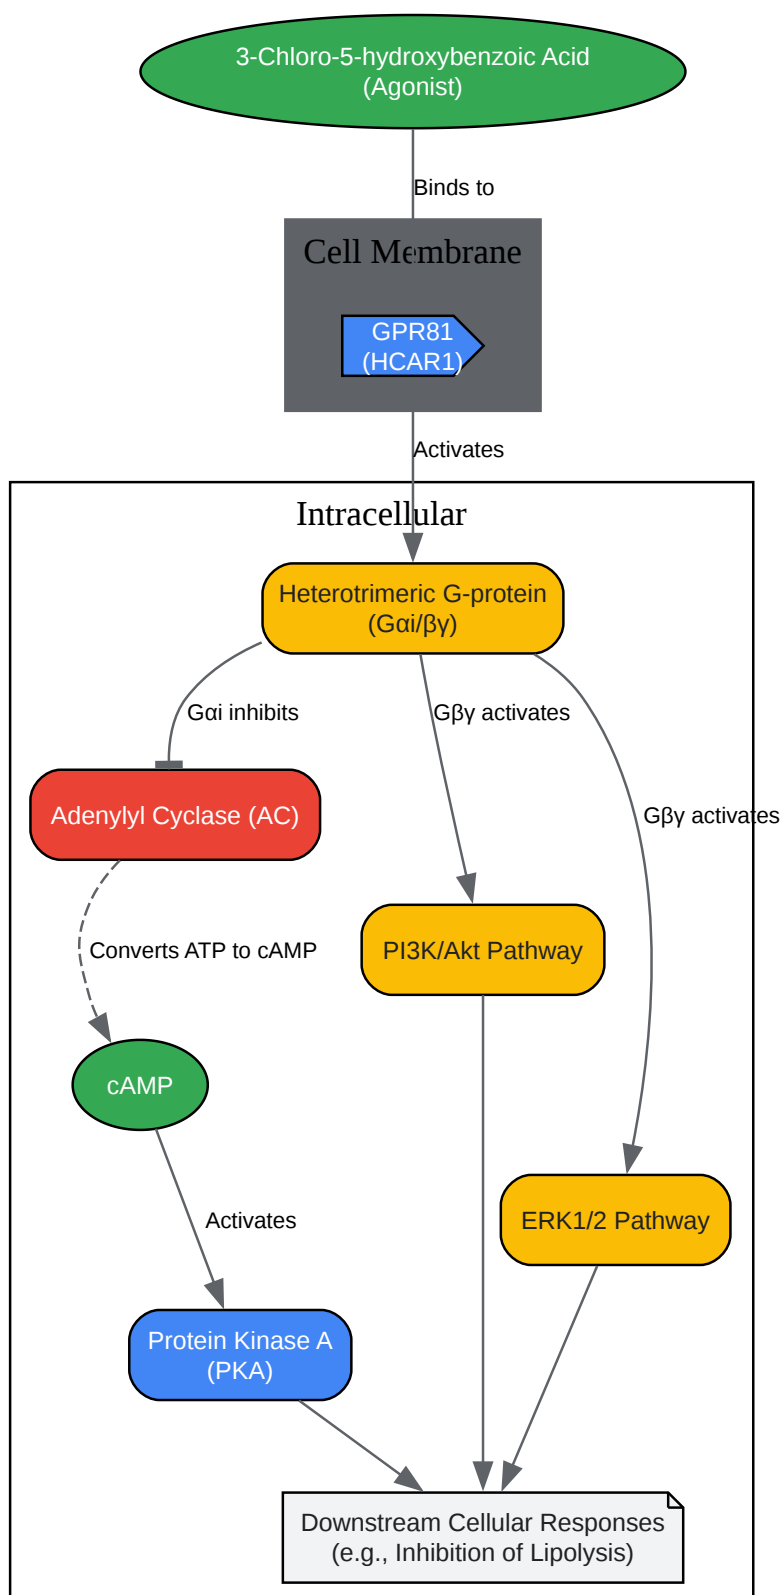 3-Chloro-5-hydroxybenzoic Acid
(Agonist)
Binds to
Cell Membrane
GPR81
(HCAR1)
Activates
Intracellular
Heterotrimeric G-protein
(Gαi/βγ)
Gαi inhibits
Gβγ activates
Gβγ activates
Adenylyl Cyclase (AC)
Converts ATP to cAMP
PI3K/Akt Pathway
cAMP
Activates
ERK1/2 Pathway
Protein Kinase A
(PKA)
Downstream Cellular Responses
(e.g., Inhibition of Lipolysis)